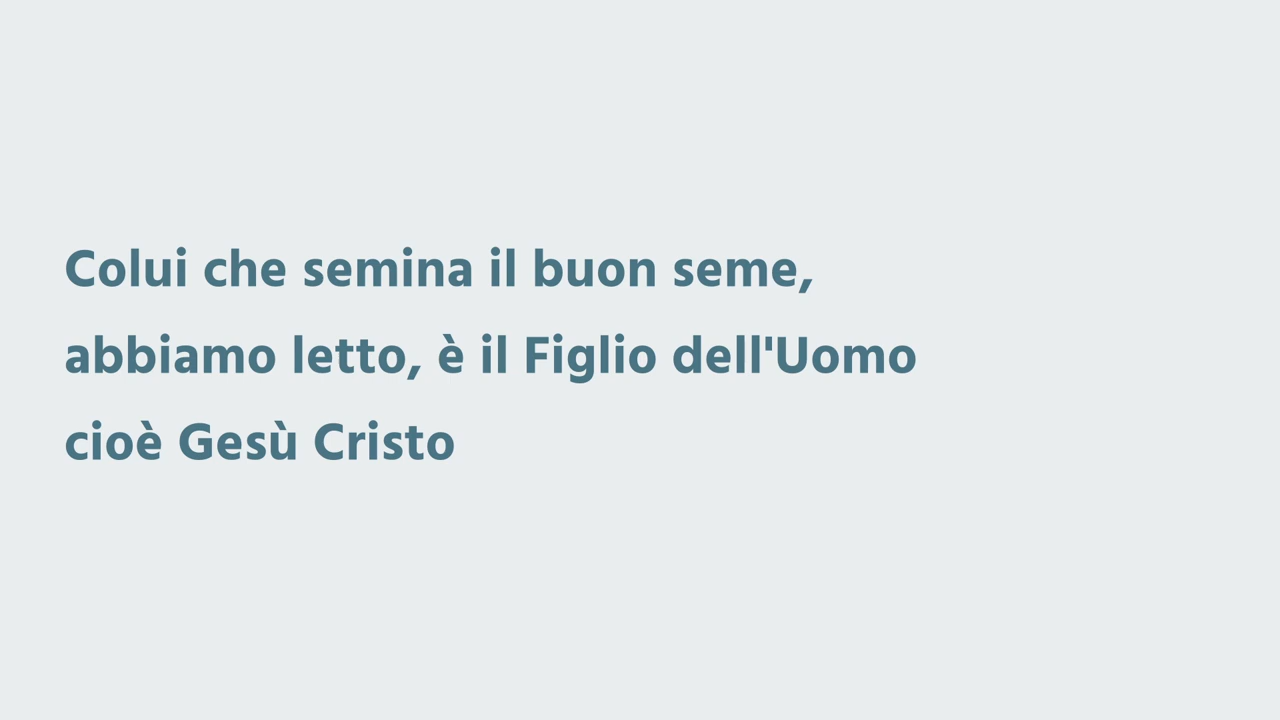 Colui che semina il buon seme,
abbiamo letto, è il Figlio dell'Uomo
cioè Gesù Cristo